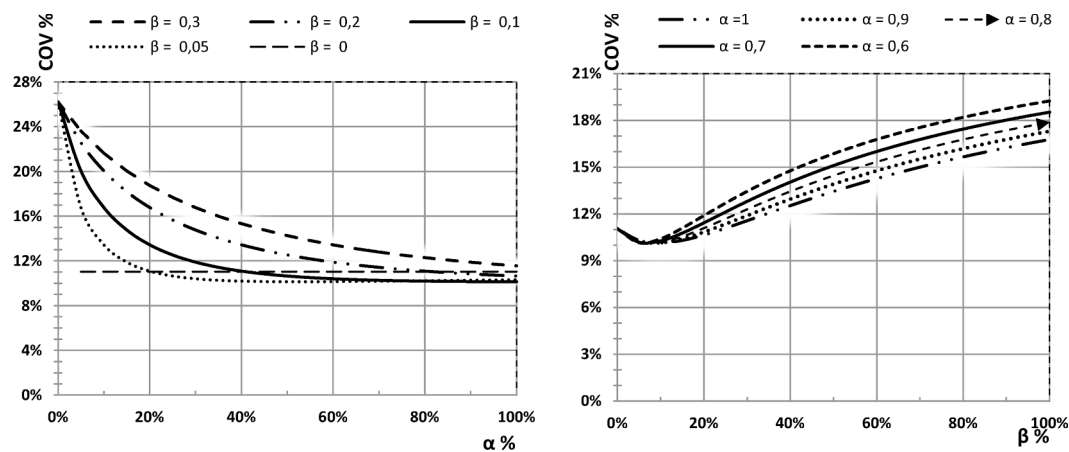 COV %
β = 0,3 β = 0,2 β = 0,1
β = 0,05 β = 0
28%
24%
20%
16%
12%
8%
4%
0%
0% 20% 40% 60% 80% 100%
α %
COV %
α =1 α = 0,9 α = 0,8
α = 0,7 α = 0,6
21%
18%
15%
12%
9%
6%
3%
0%
0% 20% 40% 60% 80% 100%
β %